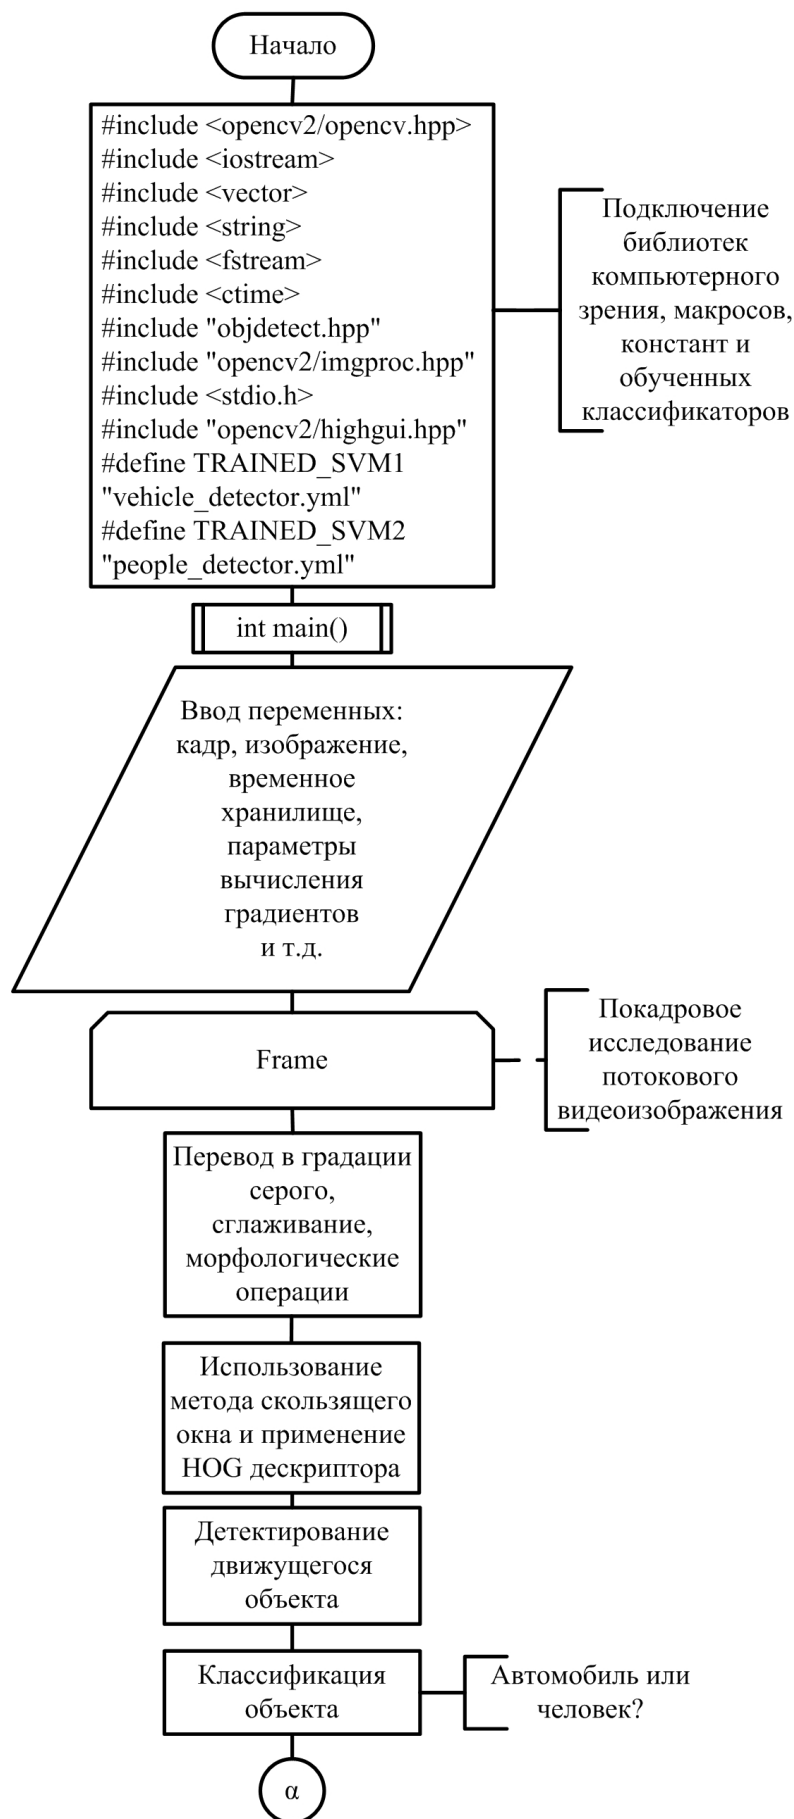 Начало
#include <opencv2/opencv.hpp>
#include <iostream>
#include <vector>
#include <string>
#include <fstream>
#include <ctime>
#include "objdetect.hpp"
#include "opencv2/imgproc.hpp"
#include <stdio.h>
#include "opencv2/highgui.hpp"
#define TRAINED_SVM1
"vehicle_detector.yml"
#define TRAINED_SVM2
"people_detector.yml"
Подключение
библиотек
компьютерного
зрения, макросов,
констант и
обученных
классификаторов
int main()
Ввод переменных:
кадр, изображение,
временное
хранилище,
параметры
вычисления
градиентов
и т.д.
Frame
Покадровое
исследование
потокового
видеоизображения
Перевод в градации
серого,
сглаживание,
морфологические
операции
Использование
метода скользящего
окна и применение
HOG дескриптора
Детектирование
движущегося
объекта
Классификация
объекта
Автомобиль или
человек?
α